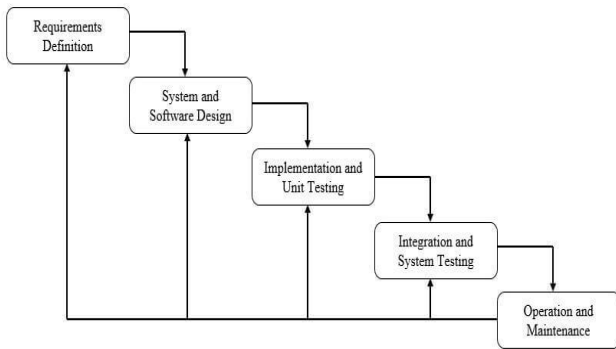 Requirements
Definition
System and
Software Design
Implementation and
Unit Testing
Integration and
System Testing
Operation and
Maintenance